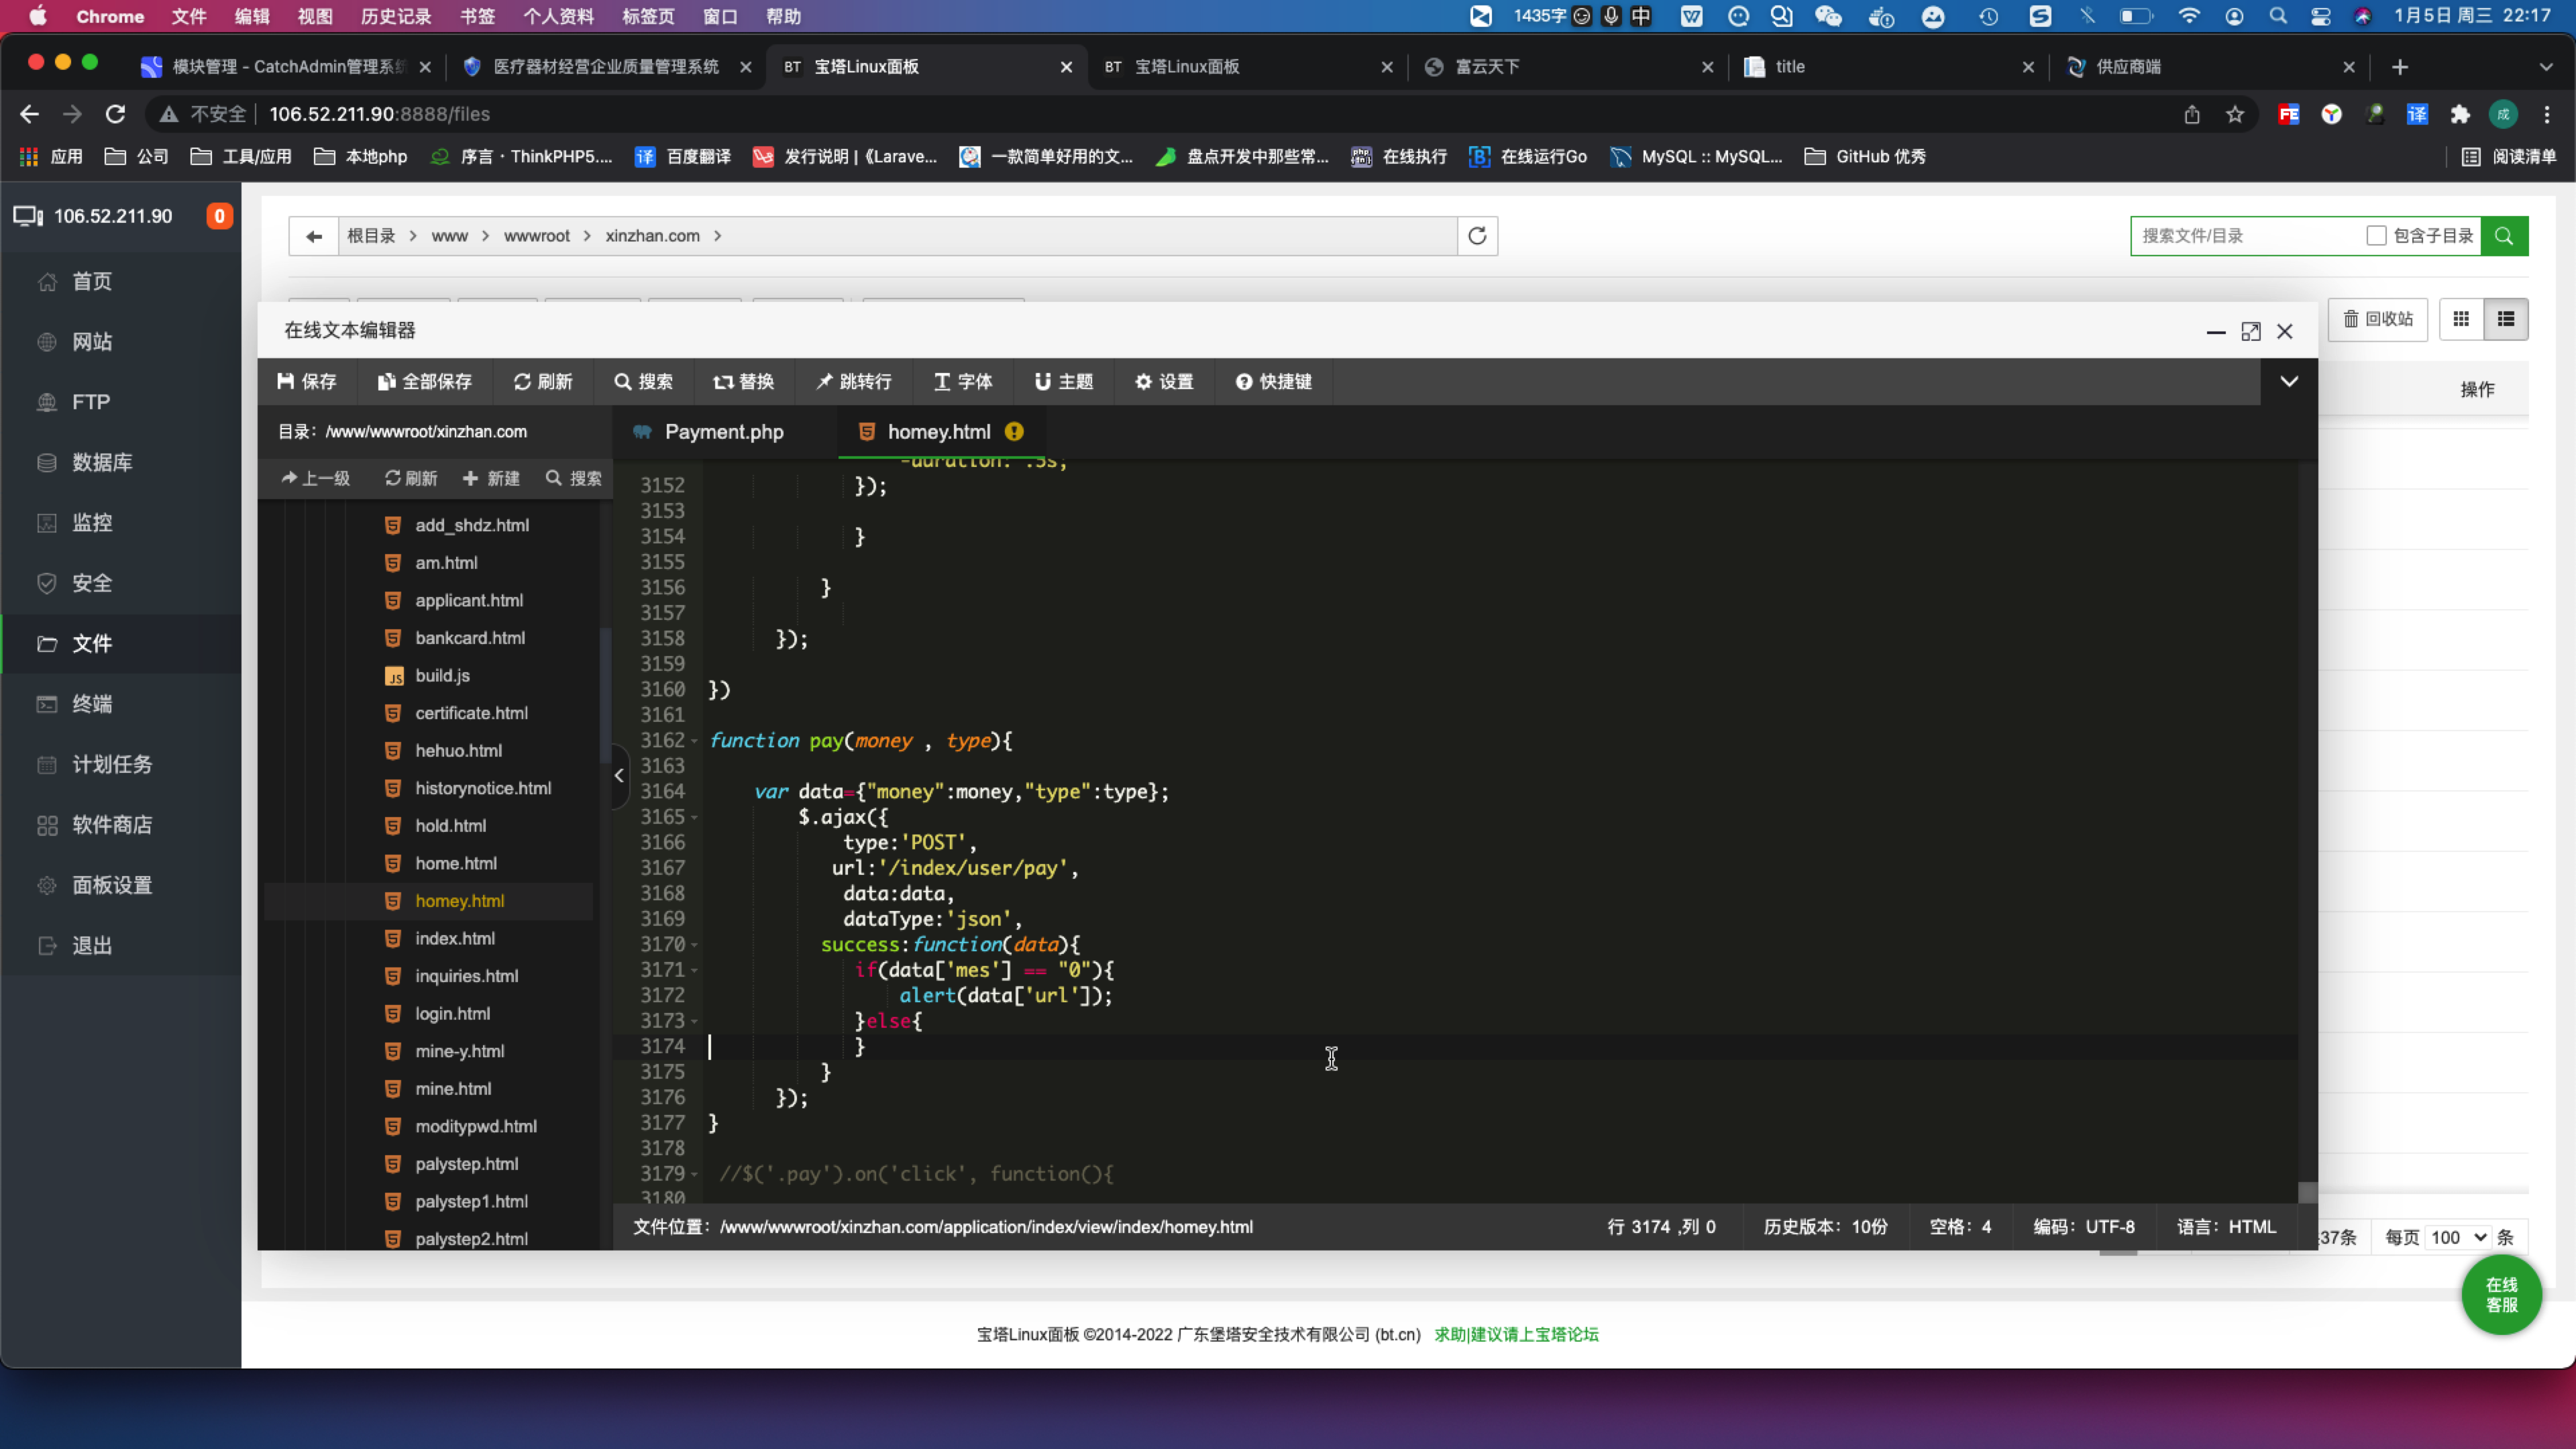 Chrome 文件 编辑 视图 历史记录 书签 个人资料 标签页 窗口 帮助 1435字 中 1月5日 周三 22:17
模块管理 - CatchAdmin管理系统 医疗器材经营企业质量管理系统 BT 宝塔Linux面板 BT 宝塔Linux面板 富云天下 title 供应商端
不安全 106.52.211.90:8888/files FE 译 成
应用 公司 工具/应用 本地php 序言 · ThinkPHP5.... 译 百度翻译 发行说明 |《Larave... 一款简单好用的文... 盘点开发中那些常... 在线执行 在线运行Go MySQL :: MySQL... GitHub 优秀 阅读清单
106.52.211.90 0
首页
网站
FTP
数据库
监控
安全
文件
终端
计划任务
软件商店
面板设置
退出
根目录 > www > wwwroot > xinzhan.com >
搜索文件/目录 包含子目录
回收站
操作
在线文本编辑器
保存 全部保存 刷新 搜索 替换 跳转行 字体 主题 设置 快捷键
目录：/www/wwwroot/xinzhan.com
Payment.php homey.html
上一级 刷新 新建 搜索
add_shdz.html
am.html
applicant.html
bankcard.html
build.js
certificate.html
hehuo.html
historynotice.html
hold.html
home.html
homey.html
index.html
inquiries.html
login.html
mine-y.html
mine.html
moditypwd.html
palystep.html
palystep1.html
palystep2.html
-duration: .3s;
3152 });
3153
3154 }
3155
3156 }
3157
3158 });
3159
3160 })
3161
3162 function pay(money , type){
3163
3164 var data={"money":money,"type":type};
3165 $.ajax({
3166 type:'POST',
3167 url:'/index/user/pay',
3168 data:data,
3169 dataType:'json',
3170 success:function(data){
3171 if(data['mes'] == "0"){
3172 alert(data['url']);
3173 }else{
3174 }
3175 }
3176 });
3177 }
3178
3179 //$('.pay').on('click', function(){
3180
文件位置：/www/wwwroot/xinzhan.com/application/index/view/index/homey.html 行 3174 ,列 0 历史版本：10份 空格：4 编码：UTF-8 语言：HTML
37条 每页 100 条
在线
客服
宝塔Linux面板 ©2014-2022 广东堡塔安全技术有限公司 (bt.cn) 求助|建议请上宝塔论坛